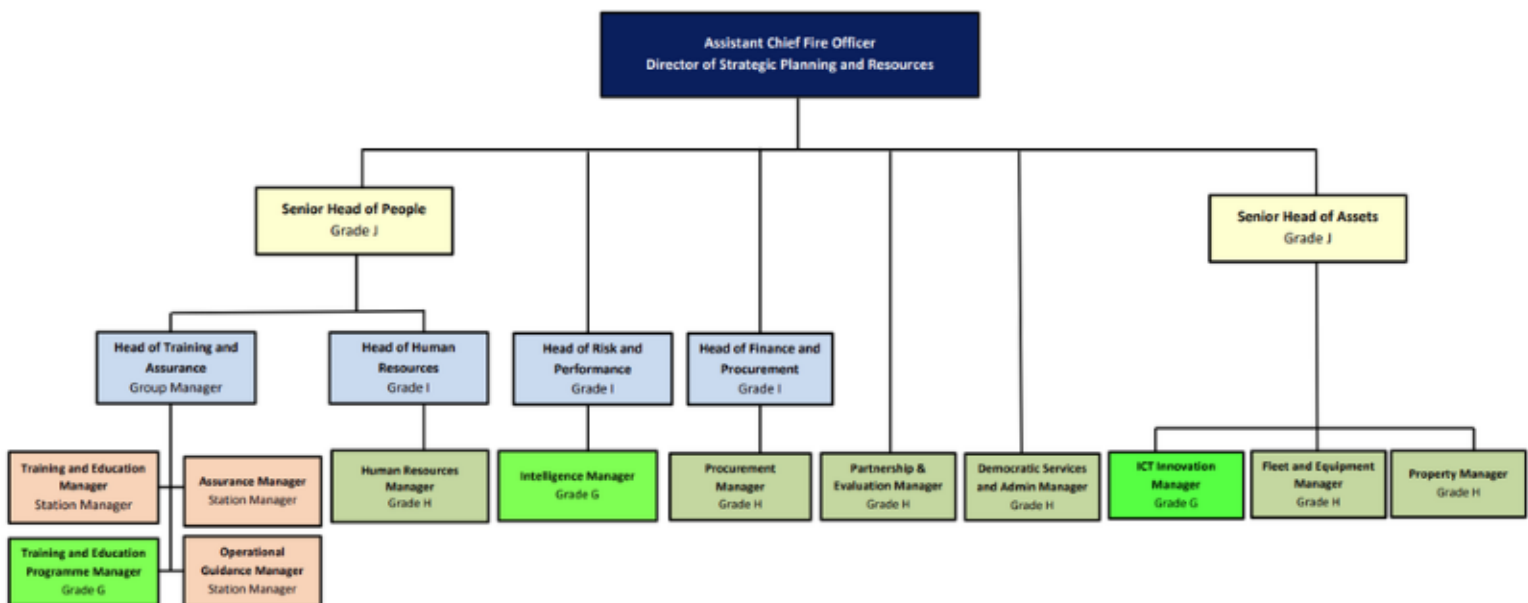 Assistant Chief Fire Officer
Director of Strategic Planning and Resources
Senior Head of People
Grade J
Senior Head of Assets
Grade J
Head of Training and
Assurance
Group Manager
Head of Human
Resources
Grade I
Head of Risk and
Performance
Grade I
Head of Finance and
Procurement
Grade I
Training and Education
Manager
Station Manager
Assurance Manager
Station Manager
Human Resources
Manager
Grade H
Intelligence Manager
Grade G
Procurement
Manager
Grade H
Partnership &
Evaluation Manager
Grade H
Democratic Services
and Admin Manager
Grade H
ICT Innovation
Manager
Grade G
Fleet and Equipment
Manager
Grade H
Property Manager
Grade H
Training and Education
Programme Manager
Grade G
Operational
Guidance Manager
Station Manager